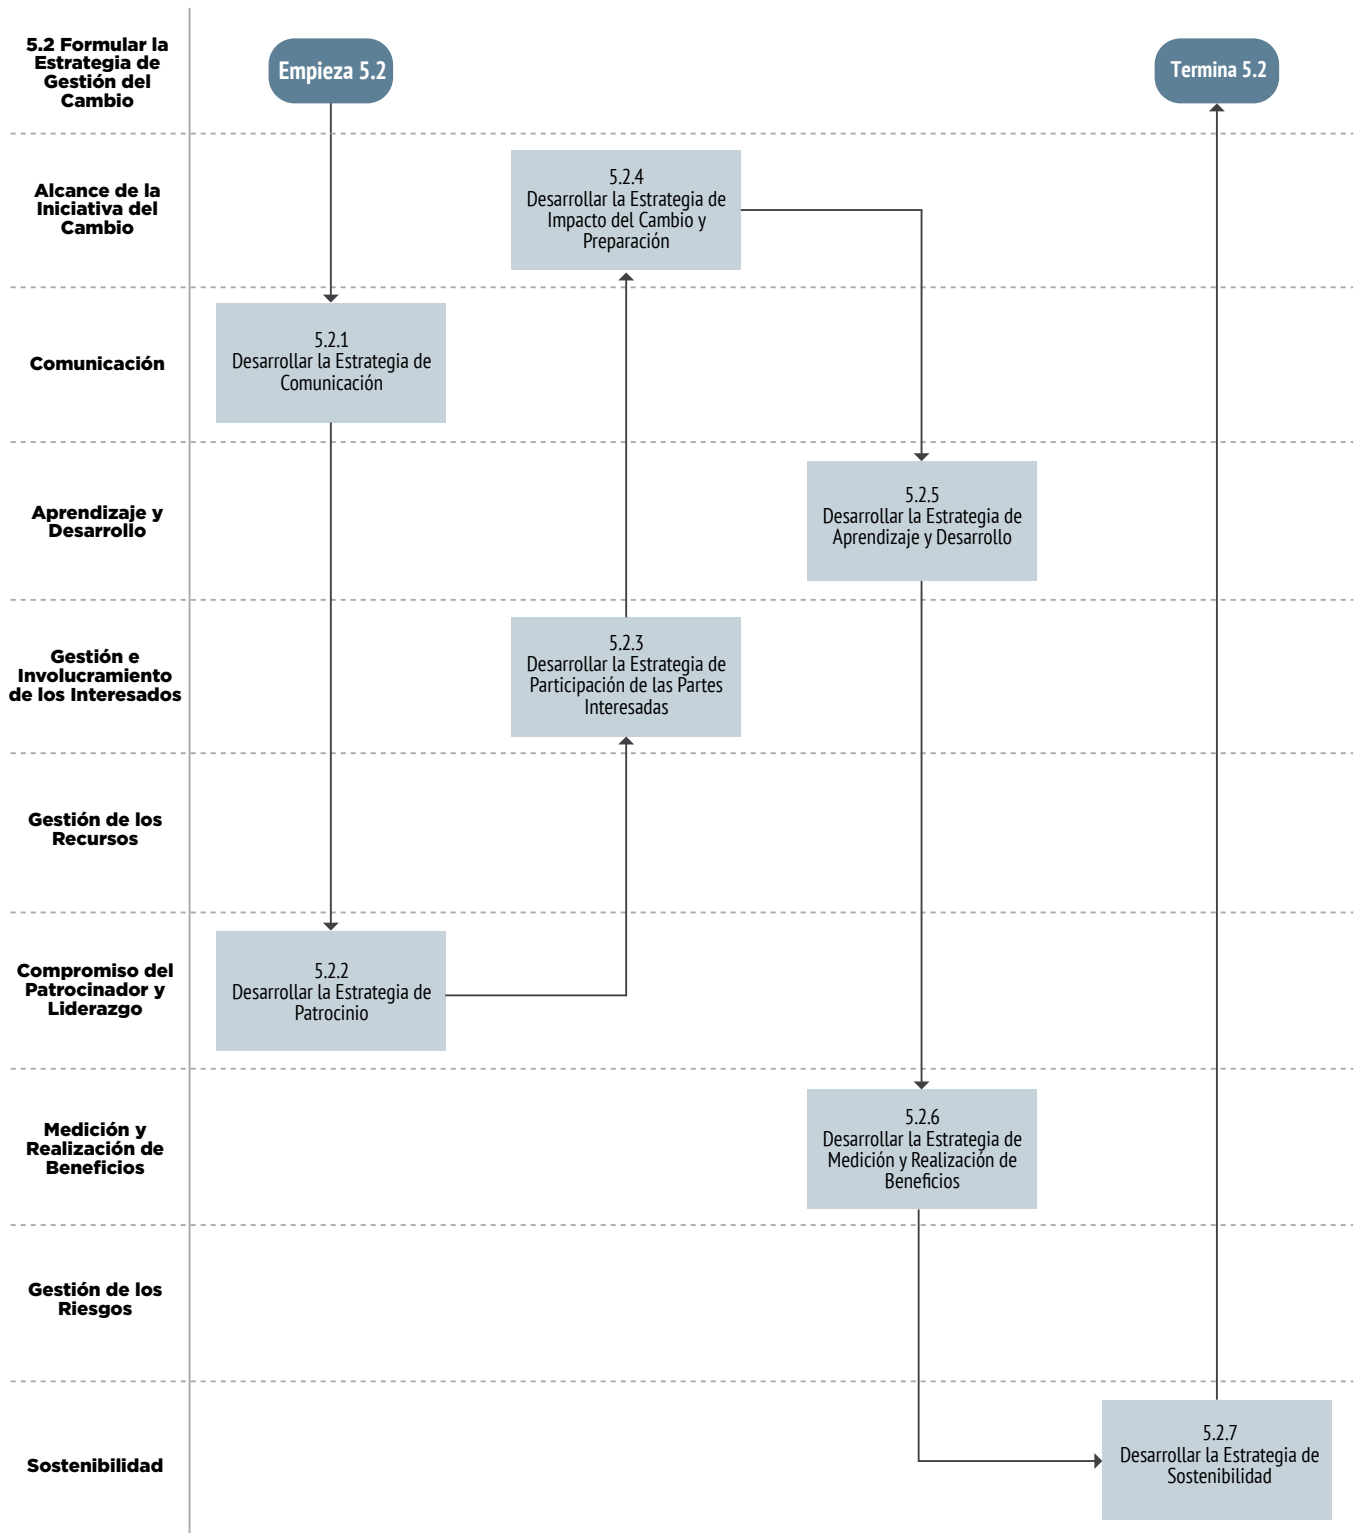 5.2 Formular la
Estrategia de
Gestión del
Cambio
Empieza 5.2
Termina 5.2
Alcance de la
Iniciativa del
Cambio
5.2.4
Desarrollar la Estrategia de
Impacto del Cambio y
Preparación
Comunicación
5.2.1
Desarrollar la Estrategia de
Comunicación
Aprendizaje y
Desarrollo
5.2.5
Desarrollar la Estrategia de
Aprendizaje y Desarrollo
Gestión e
Involucramiento
de los Interesados
5.2.3
Desarrollar la Estrategia de
Participación de las Partes
Interesadas
Gestión de los
Recursos
Compromiso del
Patrocinador y
Liderazgo
5.2.2
Desarrollar la Estrategia de
Patrocinio
Medición y
Realización de
Beneficios
5.2.6
Desarrollar la Estrategia de
Medición y Realización de
Beneficios
Gestión de los
Riesgos
Sostenibilidad
5.2.7
Desarrollar la Estrategia de
Sostenibilidad